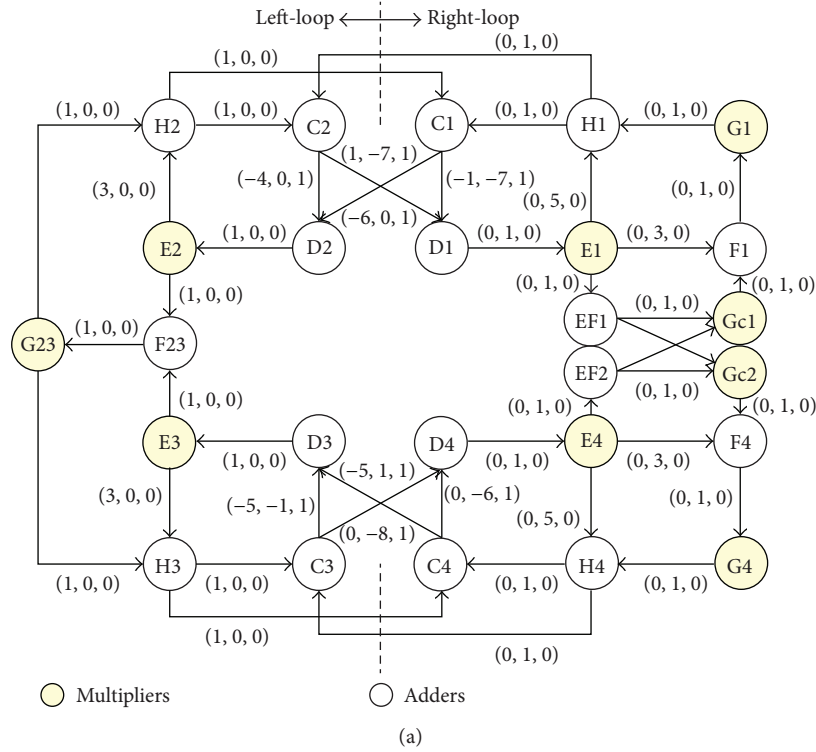 Left-loop Right-loop
(0, 1, 0)
(1, 0, 0)
(1, 0, 0) H2 (1, 0, 0) C2 C1 (0, 1, 0) H1 (0, 1, 0) G1
(1, −7, 1)
(−4, 0, 1) (−1, −7, 1)
(3, 0, 0) (0, 5, 0) (0, 1, 0)
(−6, 0, 1)
E2 (1, 0, 0) D2 D1 (0, 1, 0) E1 (0, 3, 0) F1
(0, 1, 0) (0, 1, 0)
(1, 0, 0) EF1 (0, 1, 0) Gc1
G23 (1, 0, 0) F23
EF2 (0, 1, 0) Gc2
(1, 0, 0) (0, 1, 0) (0, 1, 0)
E3 (1, 0, 0) D3 D4 (0, 1, 0) E4 (0, 3, 0) F4
(−5, 1, 1)
(3, 0, 0) (−5, −1, 1) (0, −6, 1) (0, 1, 0)
(0, −8, 1) (0, 5, 0)
H3 C3 C4 H4 G4
(1, 0, 0) (1, 0, 0) (0, 1, 0) (0, 1, 0)
(1, 0, 0)
(0, 1, 0)
Multipliers Adders
(a)